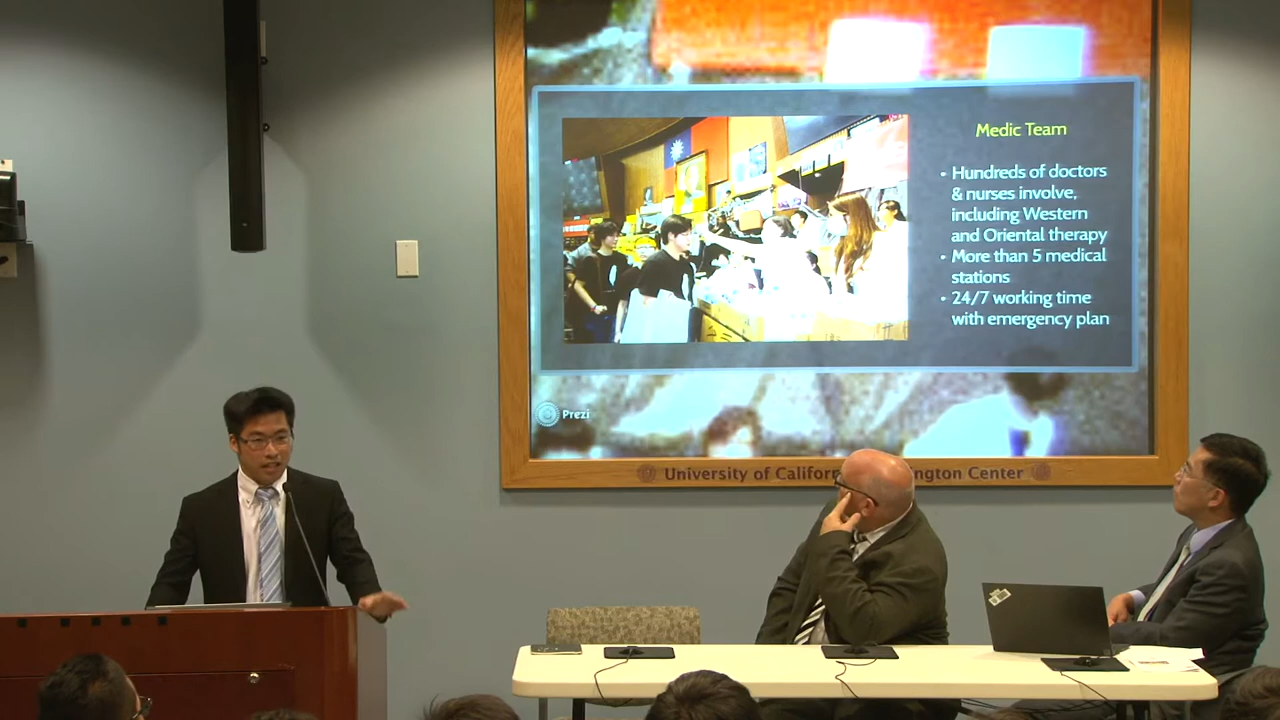 Medic Team
• Hundreds of doctors
& nurses involve,
including Western
and Oriental therapy
• More than 5 medical
stations
• 24/7 working time
with emergency plan
Prezi
University of Califor ngton Center